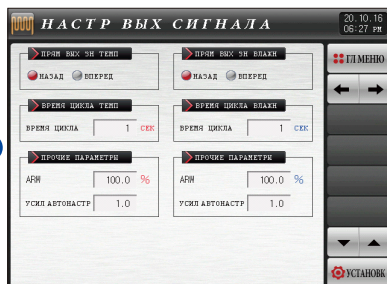 НАСТР ВЫХ СИГНАЛА
20.10.16
06:27 PM
ПРЯМ ВЫХ ЭН ТЕМП
НАЗАД ВПЕРЕД
ПРЯМ ВЫХ ЭН ВЛАЖН
НАЗАД ВПЕРЕД
ГЛ МЕНЮ
ВРЕМЯ ЦИКЛА ТЕМП
ВРЕМЯ ЦИКЛА 1 СЕК
ВРЕМЯ ЦИКЛА ВЛАЖН
ВРЕМЯ ЦИКЛА 1 СЕК
ПРОЧИЕ ПАРАМЕТРЫ
ARW 100.0 %
УСИЛ АВТОНАСТР 1.0
ПРОЧИЕ ПАРАМЕТРЫ
ARW 100.0 %
УСИЛ АВТОНАСТР 1.0
УСТАНОВК